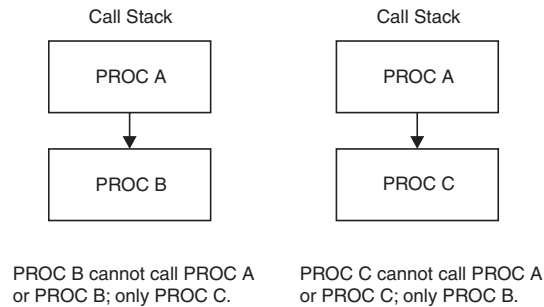 Call Stack
PROC A
PROC B
PROC B cannot call PROC A
or PROC B; only PROC C.
Call Stack
PROC A
PROC C
PROC C cannot call PROC A
or PROC C; only PROC B.